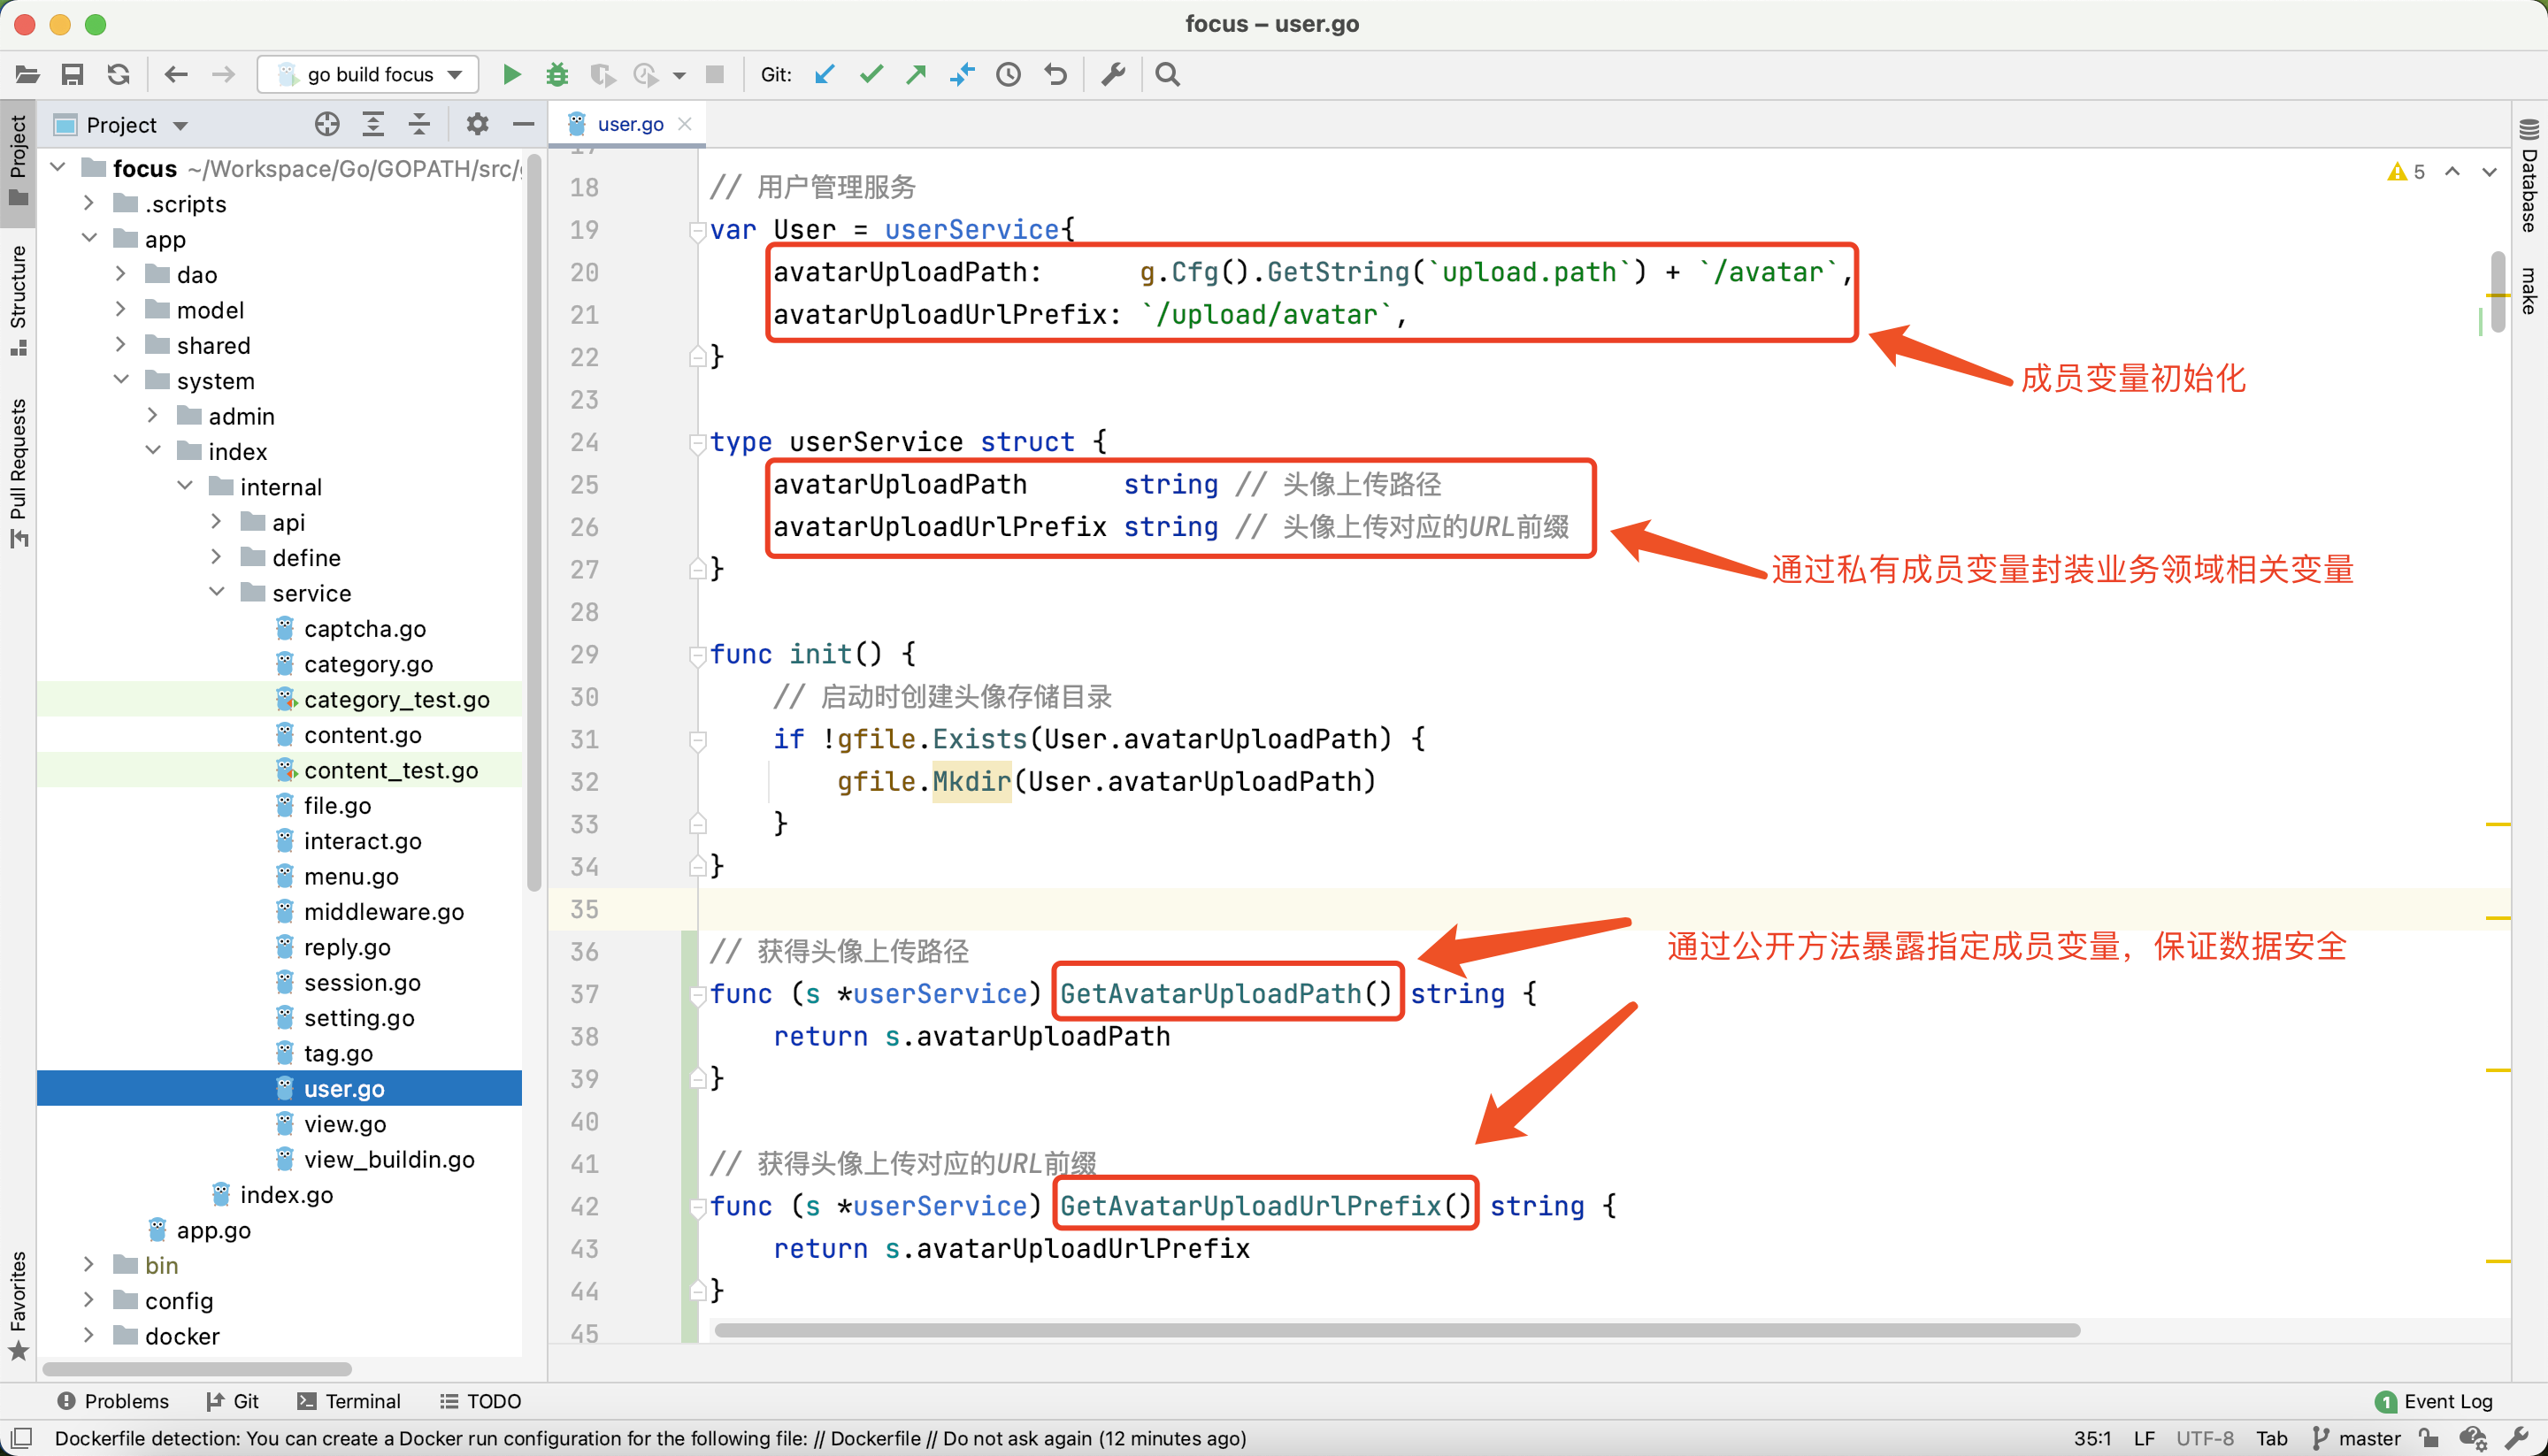 focus – user.go
go build focus
Git:
Project
user.go
Project
Structure
Pull Requests
Favorites
focus ~/Workspace/Go/GOPATH/src/
.scripts
app
dao
model
shared
system
admin
index
internal
api
define
service
captcha.go
category.go
category_test.go
content.go
content_test.go
file.go
interact.go
menu.go
middleware.go
reply.go
session.go
setting.go
tag.go
user.go
view.go
view_buildin.go
index.go
app.go
bin
config
docker
5
18 // 用户管理服务
19 var User = userService{
20 avatarUploadPath: g.Cfg().GetString(`upload.path`) + `/avatar`,
21 avatarUploadUrlPrefix: `/upload/avatar`,
22 }
成员变量初始化
23
24 type userService struct {
25 avatarUploadPath string // 头像上传路径
26 avatarUploadUrlPrefix string // 头像上传对应的URL前缀
27 }
通过私有成员变量封装业务领域相关变量
28
29 func init() {
30 // 启动时创建头像存储目录
31 if !gfile.Exists(User.avatarUploadPath) {
32 gfile.Mkdir(User.avatarUploadPath)
33 }
34 }
35
36 // 获得头像上传路径
通过公开方法暴露指定成员变量，保证数据安全
37 func (s *userService) GetAvatarUploadPath() string {
38 return s.avatarUploadPath
39 }
40
41 // 获得头像上传对应的URL前缀
42 func (s *userService) GetAvatarUploadUrlPrefix() string {
43 return s.avatarUploadUrlPrefix
44 }
45
Database
make
Problems
Git
Terminal
TODO
1 Event Log
Dockerfile detection: You can create a Docker run configuration for the following file: // Dockerfile // Do not ask again (12 minutes ago)
35:1 LF UTF-8 Tab master